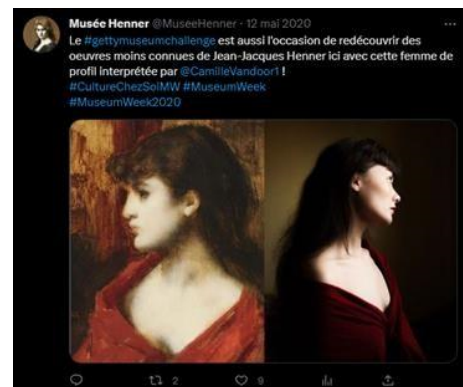 Musée Henner @MuseeHenner · 12 mai 2020
Le #gettymuseumchallenge est aussi l'occasion de redécouvrir des
oeuvres moins connues de Jean-Jacques Henner ici avec cette femme de
profil interprétée par @CamilleVandoor1 !
#CultureChezSoiMW #MuseumWeek
#MuseumWeek2020
2
9